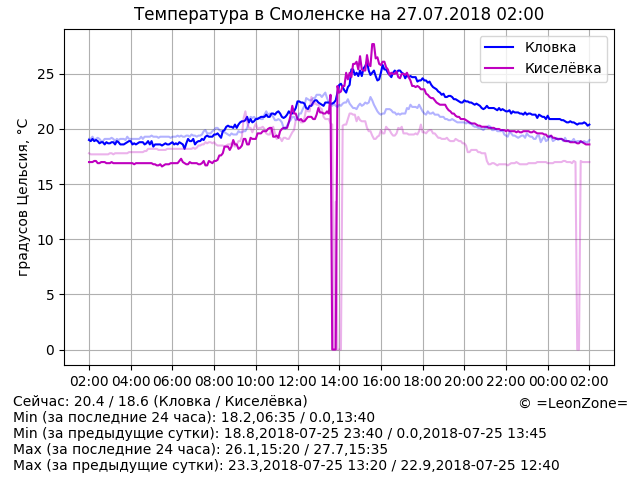 Температура в Смоленске на 27.07.2018 02:00
Кловка
Киселёвка
градусов Цельсия, °C
25
20
15
10
5
0
02:00 04:00 06:00 08:00 10:00 12:00 14:00 16:00 18:00 20:00 22:00 00:00 02:00
Сейчас: 20.4 / 18.6 (Кловка / Киселёвка)
© =LeonZone=
Min (за последние 24 часа): 18.2,06:35 / 0.0,13:40
Min (за предыдущие сутки): 18.8,2018-07-25 23:40 / 0.0,2018-07-25 13:45
Max (за последние 24 часа): 26.1,15:20 / 27.7,15:35
Max (за предыдущие сутки): 23.3,2018-07-25 13:20 / 22.9,2018-07-25 12:40